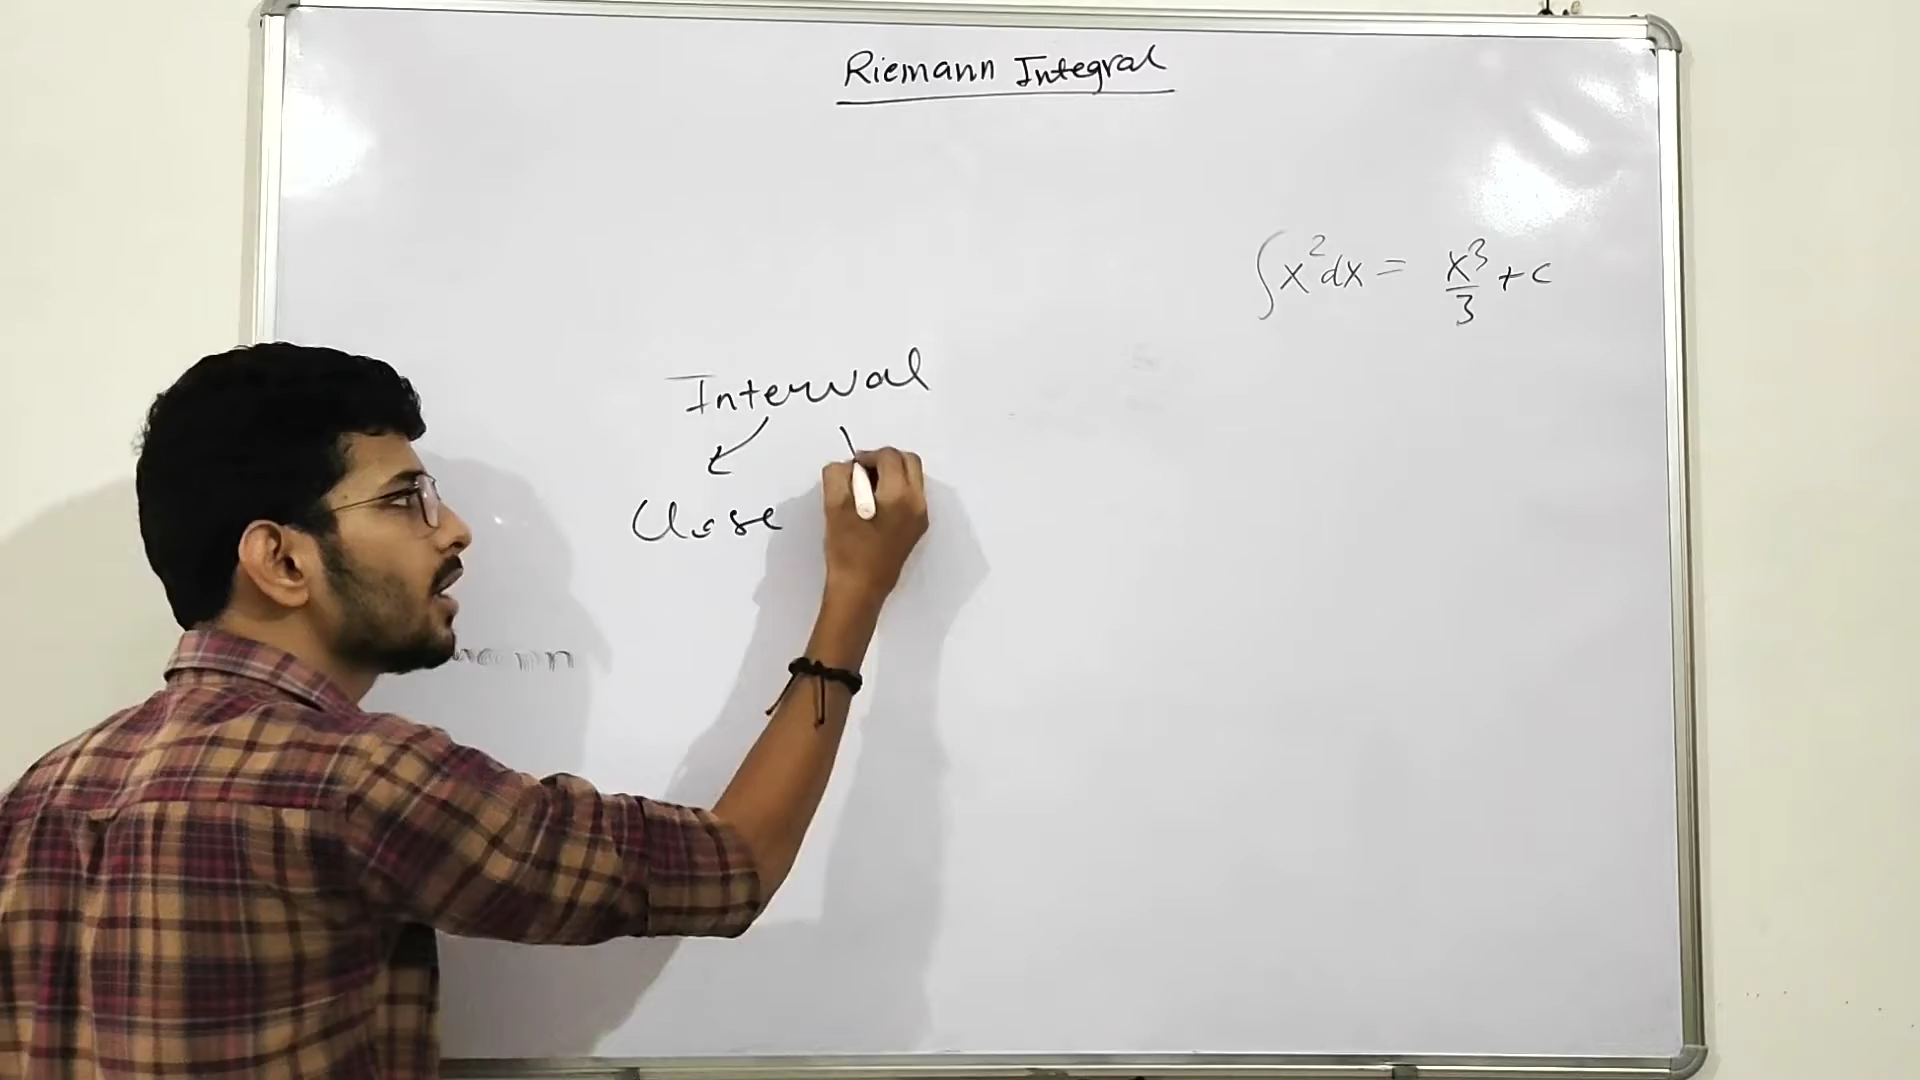 Riemann Integral
∫x²dx = x³/3 + c
Interval
Close